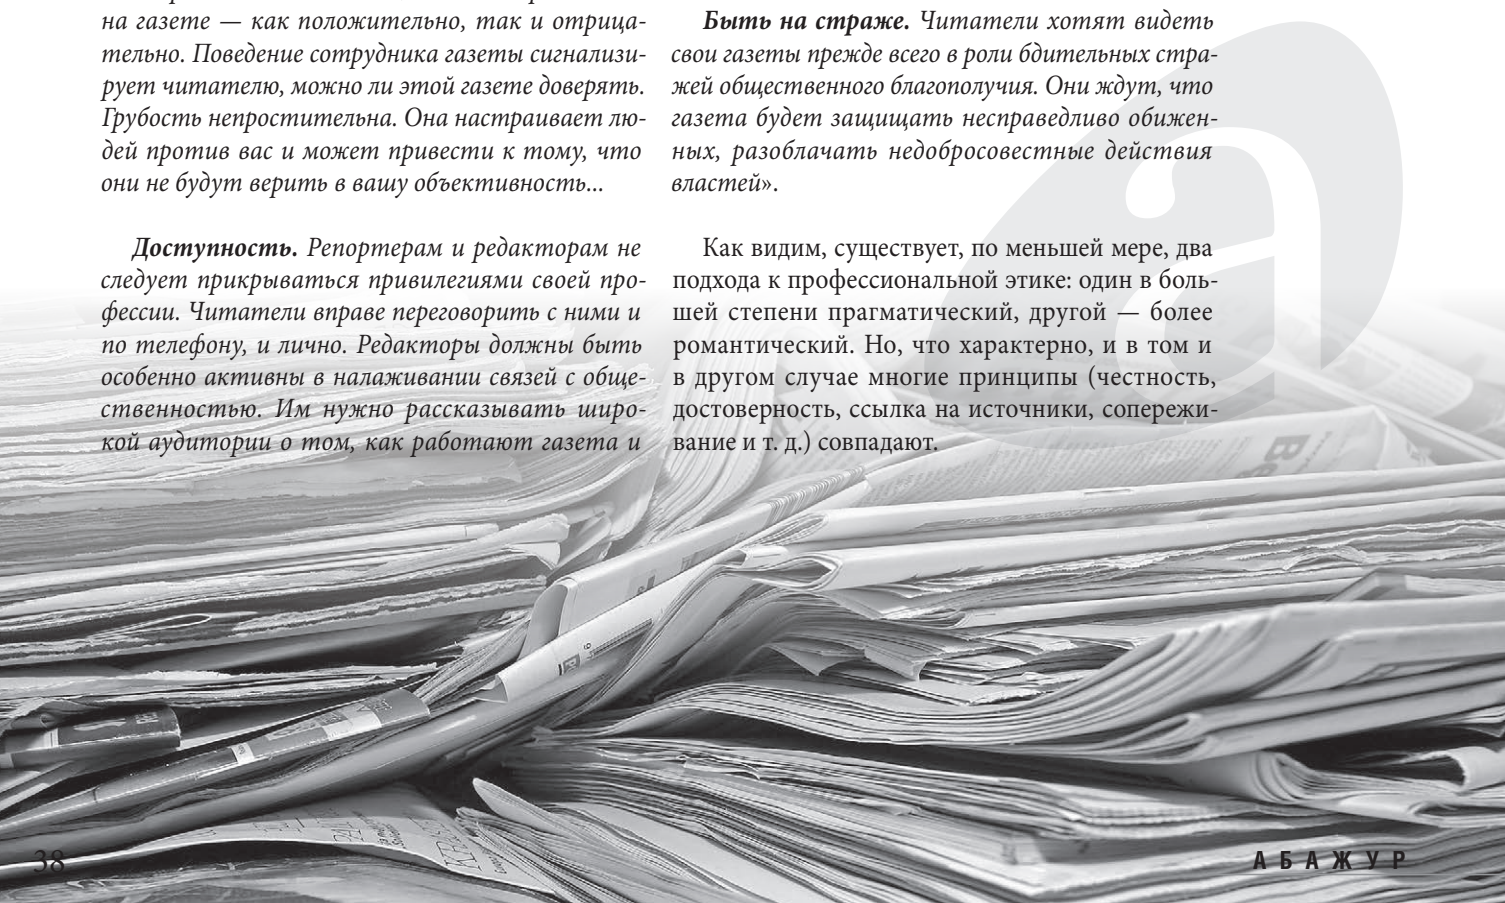 на газете — как положительно, так и отрица-
тельно. Поведение сотрудника газеты сигнализи-
рует читателю, можно ли этой газете доверять.
Грубость непростительна. Она настраивает лю-
дей против вас и может привести к тому, что
они не будут верить в вашу объективность...
Доступность. Репортерам и редакторам не
следует прикрываться привилегиями своей про-
фессии. Читатели вправе переговорить с ними и
по телефону, и лично. Редакторы должны быть
особенно активны в налаживании связей с обще-
ственностью. Им нужно рассказывать широ-
кой аудитории о том, как работают газета и
Быть на страже. Читатели хотят видеть
свои газеты прежде всего в роли бдительных стра-
жей общественного благополучия. Они ждут, что
газета будет защищать несправедливо обижен-
ных, разоблачать недобросовестные действия
властей».
Как видим, существует, по меньшей мере, два
подхода к профессиональной этике: один в боль-
шей степени прагматический, другой — более
романтический. Но, что характерно, и в том и
в другом случае многие принципы (честность,
достоверность, ссылка на источники, сопережи-
вание и т. д.) совпадают.
a
38
АБАЖУР